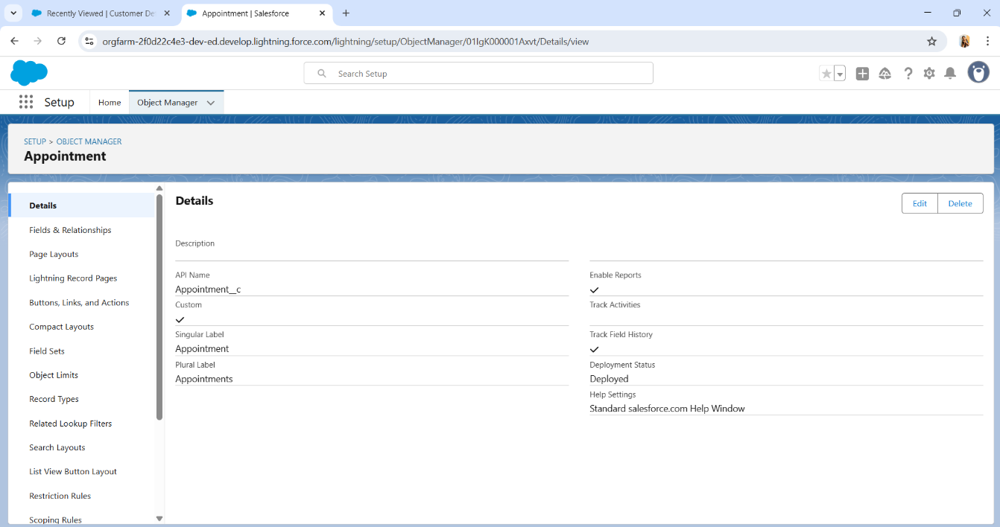 Recently Viewed | Customer De
Appointment | Salesforce
orgfarm-2f0d22c4e3-dev-ed.develop.lightning.force.com/lightning/setup/ObjectManager/01IgK000001Axvt/Details/view
Search Setup
Setup
Home
Object Manager
SETUP > OBJECT MANAGER
Appointment
Details
Fields & Relationships
Page Layouts
Lightning Record Pages
Buttons, Links, and Actions
Compact Layouts
Field Sets
Object Limits
Record Types
Related Lookup Filters
Search Layouts
List View Button Layout
Restriction Rules
Scoping Rules
Details
Edit
Delete
Description
API Name
Appointment__c
Custom
Singular Label
Appointment
Plural Label
Appointments
Enable Reports
Track Activities
Track Field History
Deployment Status
Deployed
Help Settings
Standard salesforce.com Help Window